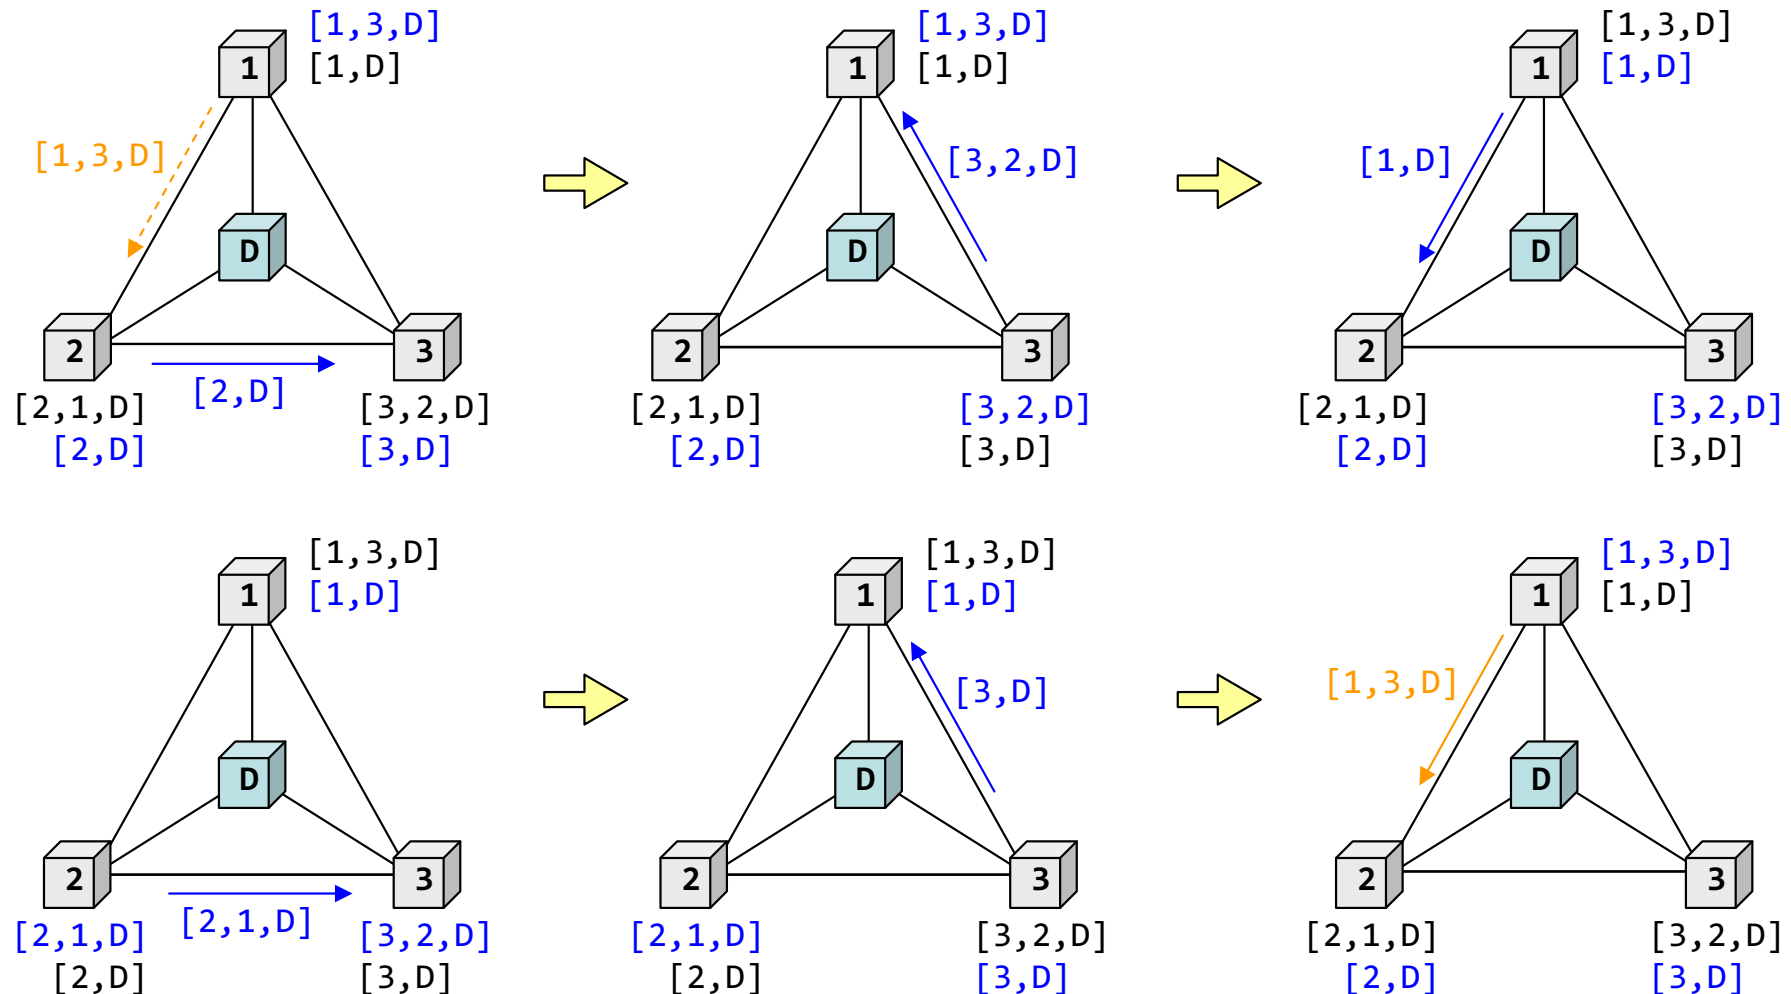 [1,3,D]
[1,D]
1
[1,3,D]
D
2
3
[2,D]
[2,1,D]
[2,D]
[3,2,D]
[3,D]
[1,3,D]
[1,D]
1
[3,2,D]
D
2
3
[2,1,D]
[2,D]
[3,2,D]
[3,D]
[1,3,D]
[1,D]
1
[1,D]
D
2
3
[2,1,D]
[2,D]
[3,2,D]
[3,D]
[1,3,D]
[1,D]
1
D
2
3
[2,1,D]
[2,1,D]
[2,D]
[3,2,D]
[3,D]
[1,3,D]
[1,D]
1
[3,D]
D
2
3
[2,1,D]
[2,D]
[3,2,D]
[3,D]
[1,3,D]
[1,D]
1
[1,3,D]
D
2
3
[2,1,D]
[2,D]
[3,2,D]
[3,D]